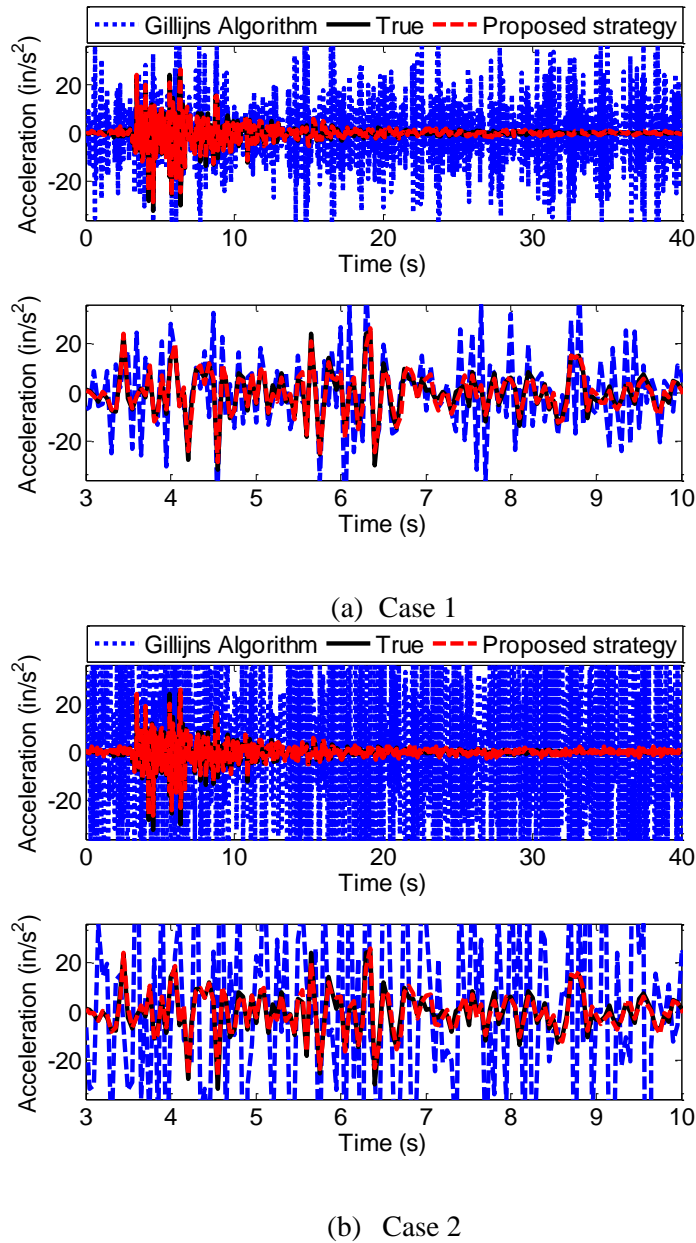 Gillijns Algorithm True Proposed strategy
Acceleration (in/s²)
20
0
-20
0 10 20 30 40
Time (s)
Acceleration (in/s²)
20
0
-20
3 4 5 6 7 8 9 10
Time (s)
(a) Case 1
Gillijns Algorithm True Proposed strategy
Acceleration (in/s²)
20
0
-20
0 10 20 30 40
Time (s)
Acceleration (in/s²)
20
0
-20
3 4 5 6 7 8 9 10
Time (s)
(b) Case 2